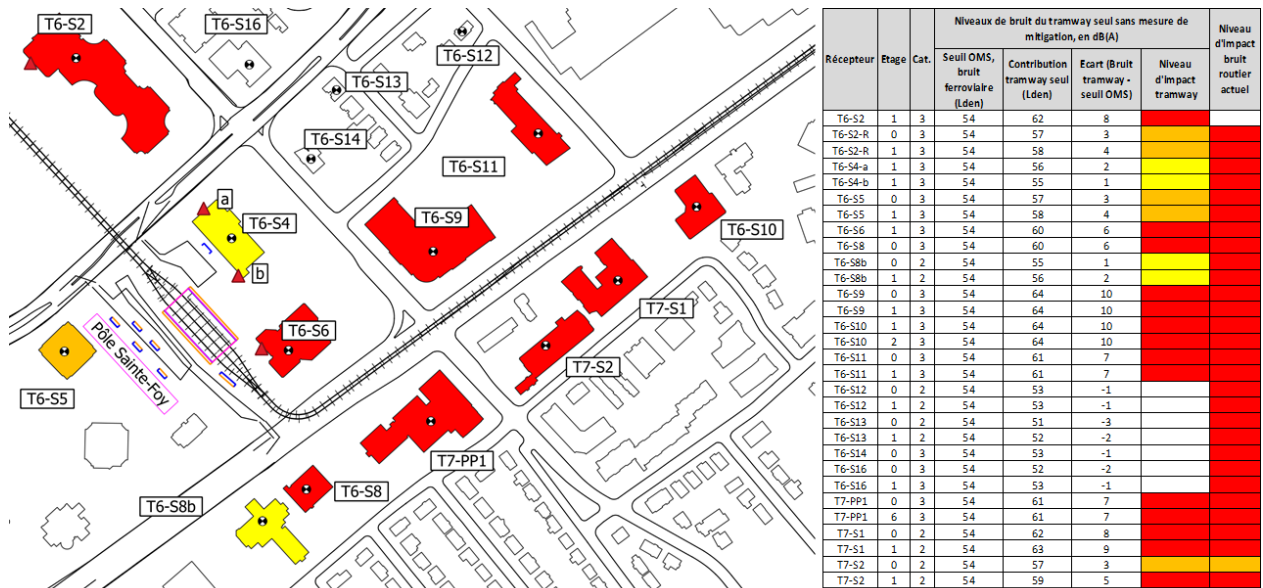 T6-S2
T6-S16
T6-S12
T6-S13
T6-S14
T6-S11
a
T6-S4
T6-S9
T6-S10
b
T7-S1
T6-S6
Pôle Sainte-Foy
T7-S2
T6-S5
T7-PP1
T6-S8
T6-S8b
Récepteur Etage Cat. Niveaux de bruit du tramway seul sans mesure de mitigation, en dB(A) Niveau d'impact bruit routier actuel
Seuil OMS, bruit ferroviaire (Lden) Contribution tramway seul (Lden) Ecart (Bruit tramway - seuil OMS) Niveau d'impact tramway
T6-S2 1 3 54 62 8
T6-S2-R 0 3 54 57 3
T6-S2-R 1 3 54 58 4
T6-S4-a 1 3 54 56 2
T6-S4-b 1 3 54 55 1
T6-S5 0 3 54 57 3
T6-S5 1 3 54 58 4
T6-S6 1 3 54 60 6
T6-S8 0 3 54 60 6
T6-S8b 0 2 54 55 1
T6-S8b 1 2 54 56 2
T6-S9 0 3 54 64 10
T6-S9 1 3 54 64 10
T6-S10 1 3 54 64 10
T6-S10 2 3 54 64 10
T6-S11 0 3 54 61 7
T6-S11 1 3 54 61 7
T6-S12 0 2 54 53 -1
T6-S12 1 2 54 53 -1
T6-S13 0 2 54 51 -3
T6-S13 1 2 54 52 -2
T6-S14 0 3 54 53 -1
T6-S16 0 3 54 52 -2
T6-S16 1 3 54 53 -1
T7-PP1 0 3 54 61 7
T7-PP1 6 3 54 61 7
T7-S1 0 2 54 62 8
T7-S1 1 2 54 63 9
T7-S2 0 2 54 57 3
T7-S2 1 2 54 59 5